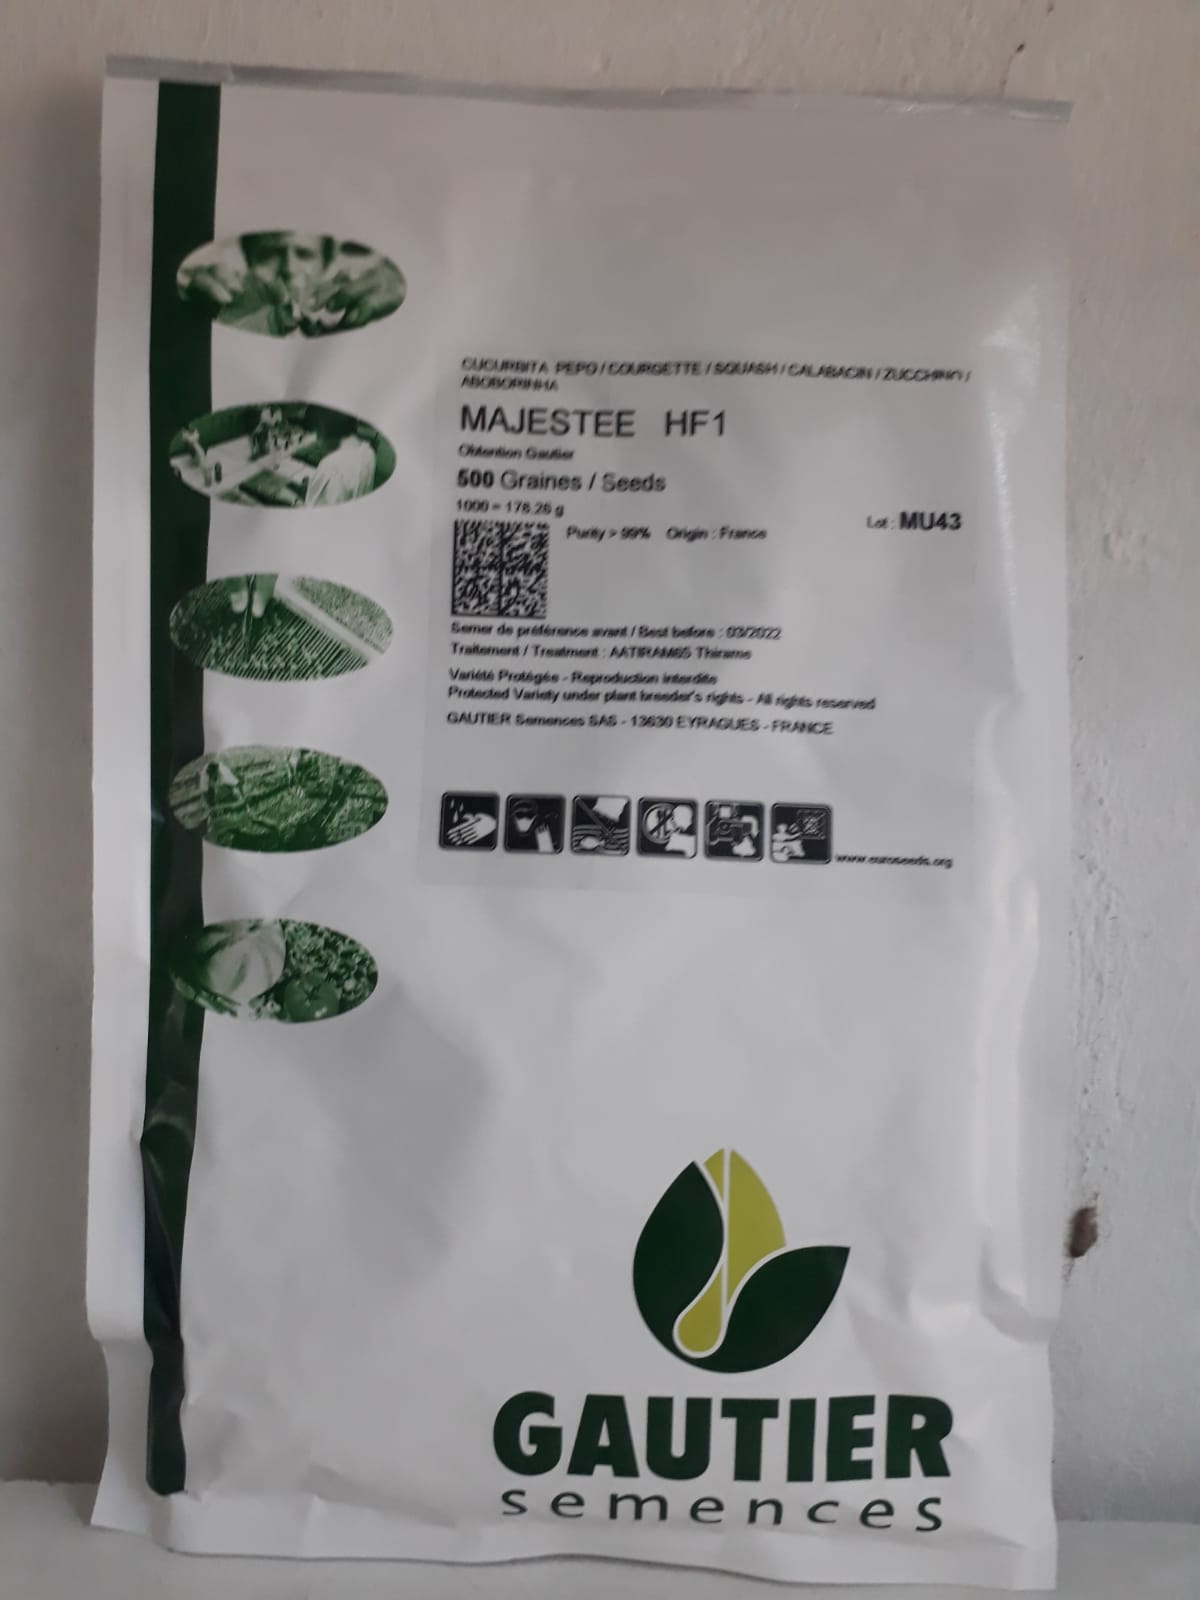 CUCURBITA PEPO / COURGETTE / SQUASH / CALABACIN / ZUCCHINO /
ABOBORINHA
MAJESTEE HF1
Obtention Gautier
500 Graines / Seeds
1000 = 178.26 g
Lot : MU43
Purity > 99% Origin : France
Semer de préférence avant / Best before : 03/2022
Traitement / Treatment : AATIRAM65 Thirame
Variété Protégée - Reproduction interdite
Protected Variety under plant breeder's rights - All rights reserved
GAUTIER Semences SAS - 13630 EYRAGUES - FRANCE
www.euroseeds.org
GAUTIER
semences